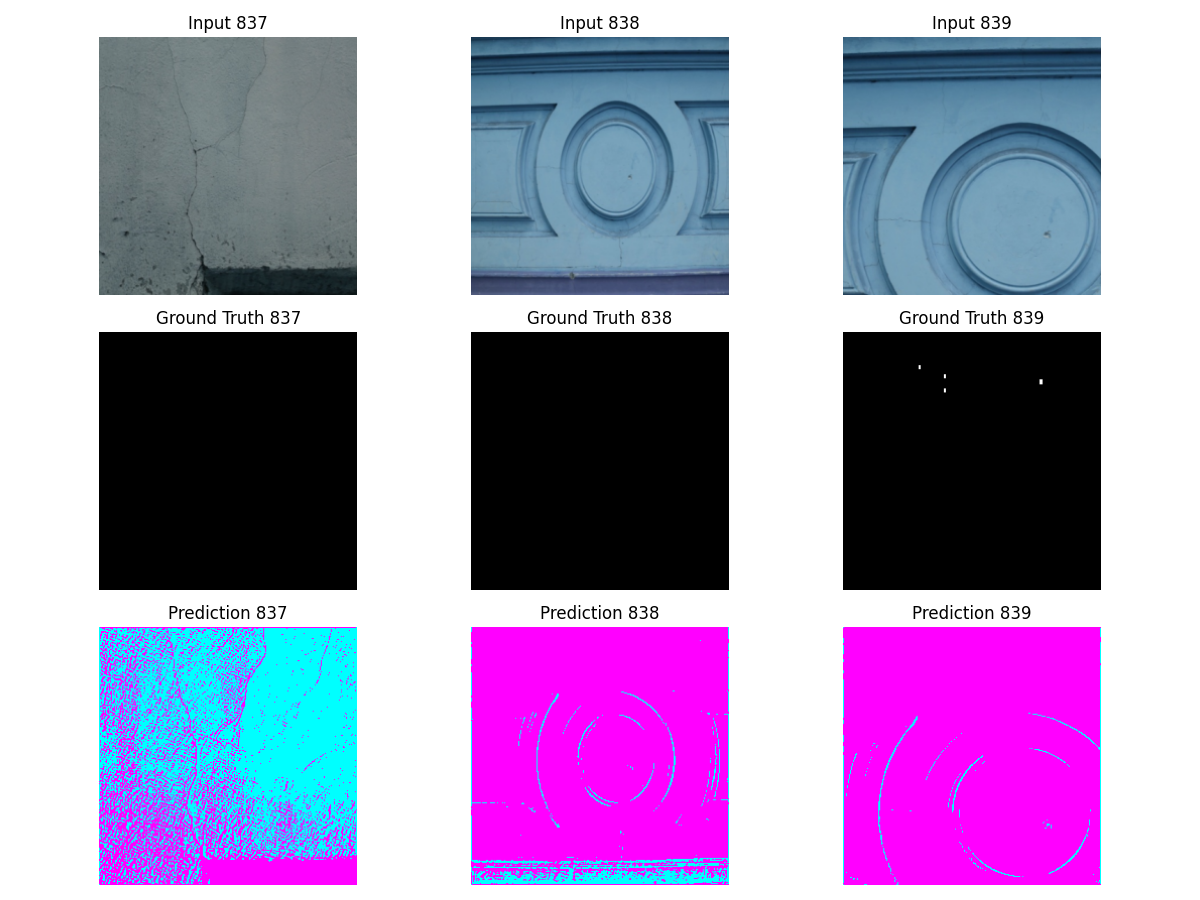 Input 837
Input 838
Input 839
Ground Truth 837
Ground Truth 838
Ground Truth 839
Prediction 837
Prediction 838
Prediction 839